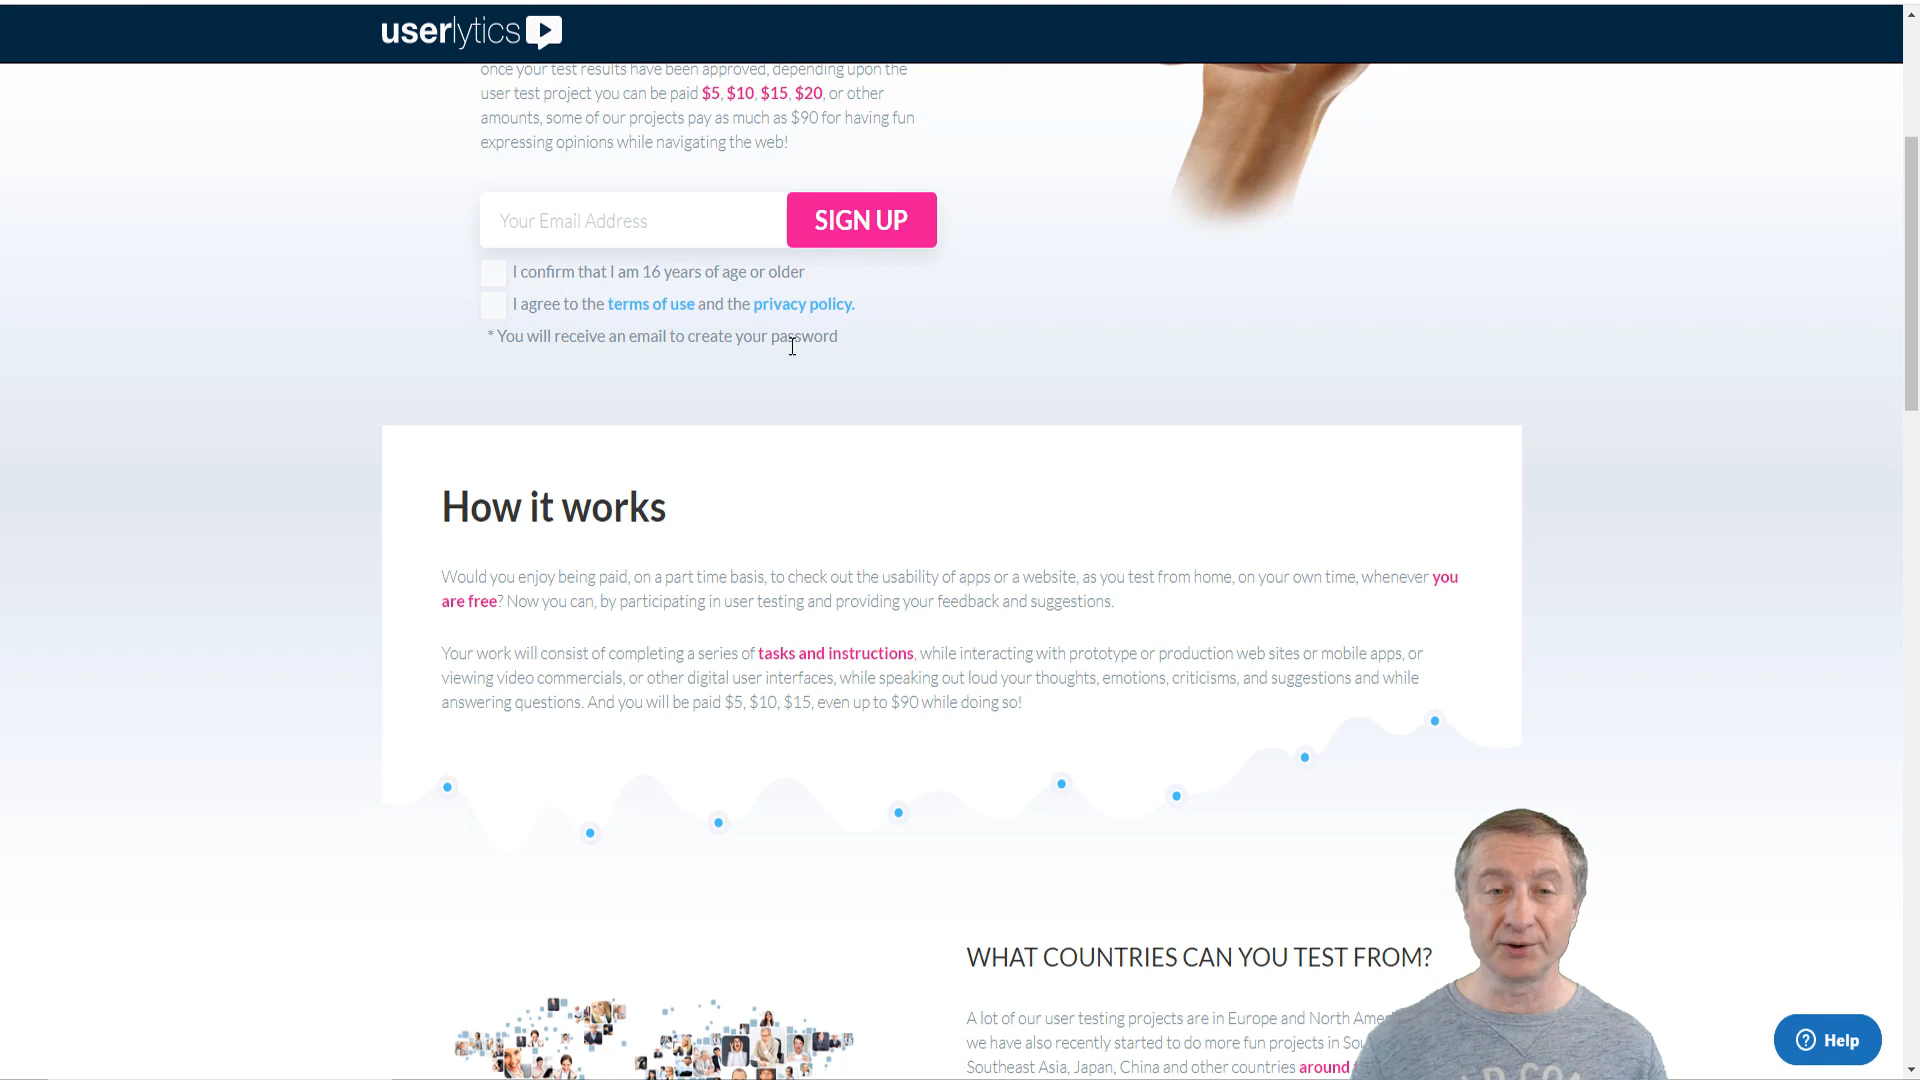 userlytics
once your test results have been approved, depending upon the
user test project you can be paid $5, $10, $15, $20, or other
amounts, some of our projects pay as much as $90 for having fun
expressing opinions while navigating the web!
Your Email Address
SIGN UP
I confirm that I am 16 years of age or older
I agree to the terms of use and the privacy policy.
* You will receive an email to create your password
How it works
Would you enjoy being paid, on a part time basis, to check out the usability of apps or a website, as you test from home, on your own time, whenever you
are free? Now you can, by participating in user testing and providing your feedback and suggestions.
Your work will consist of completing a series of tasks and instructions, while interacting with prototype or production web sites or mobile apps, or
viewing video commercials, or other digital user interfaces, while speaking out loud your thoughts, emotions, criticisms, and suggestions and while
answering questions. And you will be paid $5, $10, $15, even up to $90 while doing so!
WHAT COUNTRIES CAN YOU TEST FROM?
A lot of our user testing projects are in Europe and North
we have also recently started to do more fun projects in
Southeast Asia, Japan, China and other countries around
Help